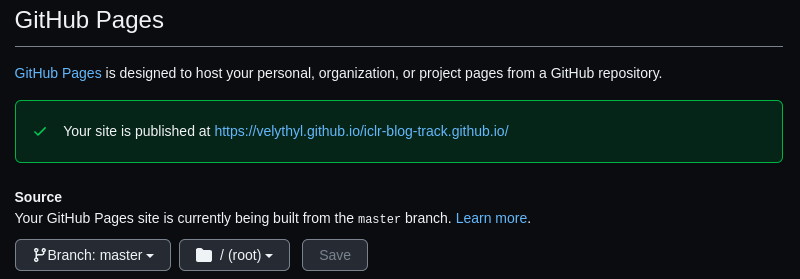 GitHub Pages
GitHub Pages is designed to host your personal, organization, or project pages from a GitHub repository.
Your site is published at https://velythyl.github.io/iclr-blog-track.github.io/
Source
Your GitHub Pages site is currently being built from the master branch. Learn more.
Branch: master / (root) Save